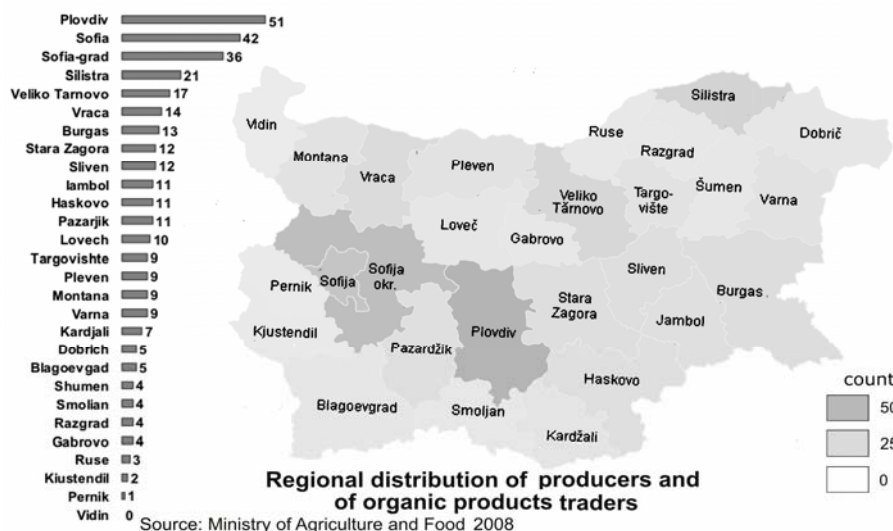 Plovdiv 51
Sofia 42
Sofia-grad 36
Silistra 21
Veliko Tarnovo 17
Vraca 14
Burgas 13
Stara Zagora 12
Sliven 12
Iambol 11
Haskovo 11
Pazarjik 11
Lovech 10
Targovishte 9
Pleven 9
Montana 9
Varna 9
Kardjali 7
Dobrich 5
Blagoevgad 5
Shumen 4
Smolian 4
Razgrad 4
Gabrovo 4
Ruse 3
Kiustendil 2
Pernik 1
Vidin 0
Silistra
Vidin
Ruse
Dobrič
Montana
Pleven
Razgrad
Vraca
Veliko
Tărnovo
Targo-
vište
Šumen
Varna
Loveč
Gabrovo
Sofija
Sofija
okr.
Pernik
Sliven
Burgas
Stara
Zagora
Jambol
Kjustendil
Pazardžik
Plovdiv
Haskovo
Blagoevgrad
Smoljan
Kardžali
count
50
25
0
Regional distribution of producers and
of organic products traders
Source: Ministry of Agriculture and Food 2008